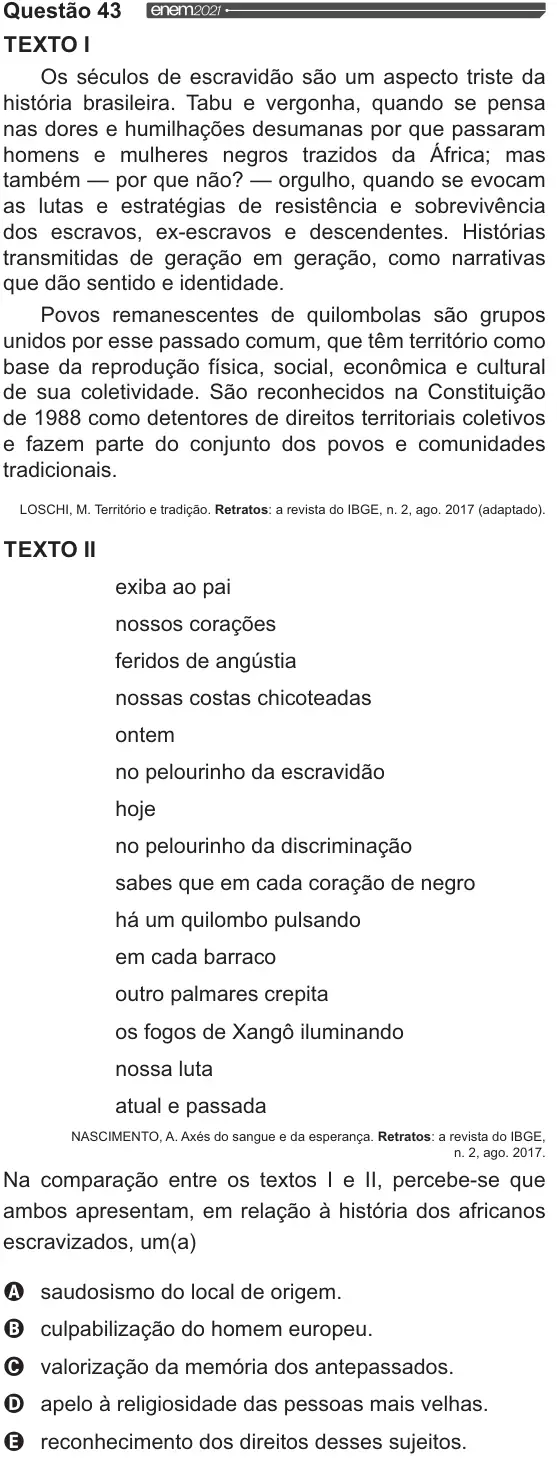 Questão 43 enem2021
TEXTO I
Os séculos de escravidão são um aspecto triste da
história brasileira. Tabu e vergonha, quando se pensa
nas dores e humilhações desumanas por que passaram
homens e mulheres negros trazidos da África; mas
também — por que não? — orgulho, quando se evocam
as lutas e estratégias de resistência e sobrevivência
dos escravos, ex-escravos e descendentes. Histórias
transmitidas de geração em geração, como narrativas
que dão sentido e identidade.
Povos remanescentes de quilombolas são grupos
unidos por esse passado comum, que têm território como
base da reprodução física, social, econômica e cultural
de sua coletividade. São reconhecidos na Constituição
de 1988 como detentores de direitos territoriais coletivos
e fazem parte do conjunto dos povos e comunidades
tradicionais.
LOSCHI, M. Território e tradição. Retratos: a revista do IBGE, n. 2, ago. 2017 (adaptado).
TEXTO II
exiba ao pai
nossos corações
feridos de angústia
nossas costas chicoteadas
ontem
no pelourinho da escravidão
hoje
no pelourinho da discriminação
sabes que em cada coração de negro
há um quilombo pulsando
em cada barraco
outro palmares crepita
os fogos de Xangô iluminando
nossa luta
atual e passada
NASCIMENTO, A. Axés do sangue e da esperança. Retratos: a revista do IBGE,
n. 2, ago. 2017.
Na comparação entre os textos I e II, percebe-se que
ambos apresentam, em relação à história dos africanos
escravizados, um(a)
A saudosismo do local de origem.
B culpabilização do homem europeu.
C valorização da memória dos antepassados.
D apelo à religiosidade das pessoas mais velhas.
E reconhecimento dos direitos desses sujeitos.